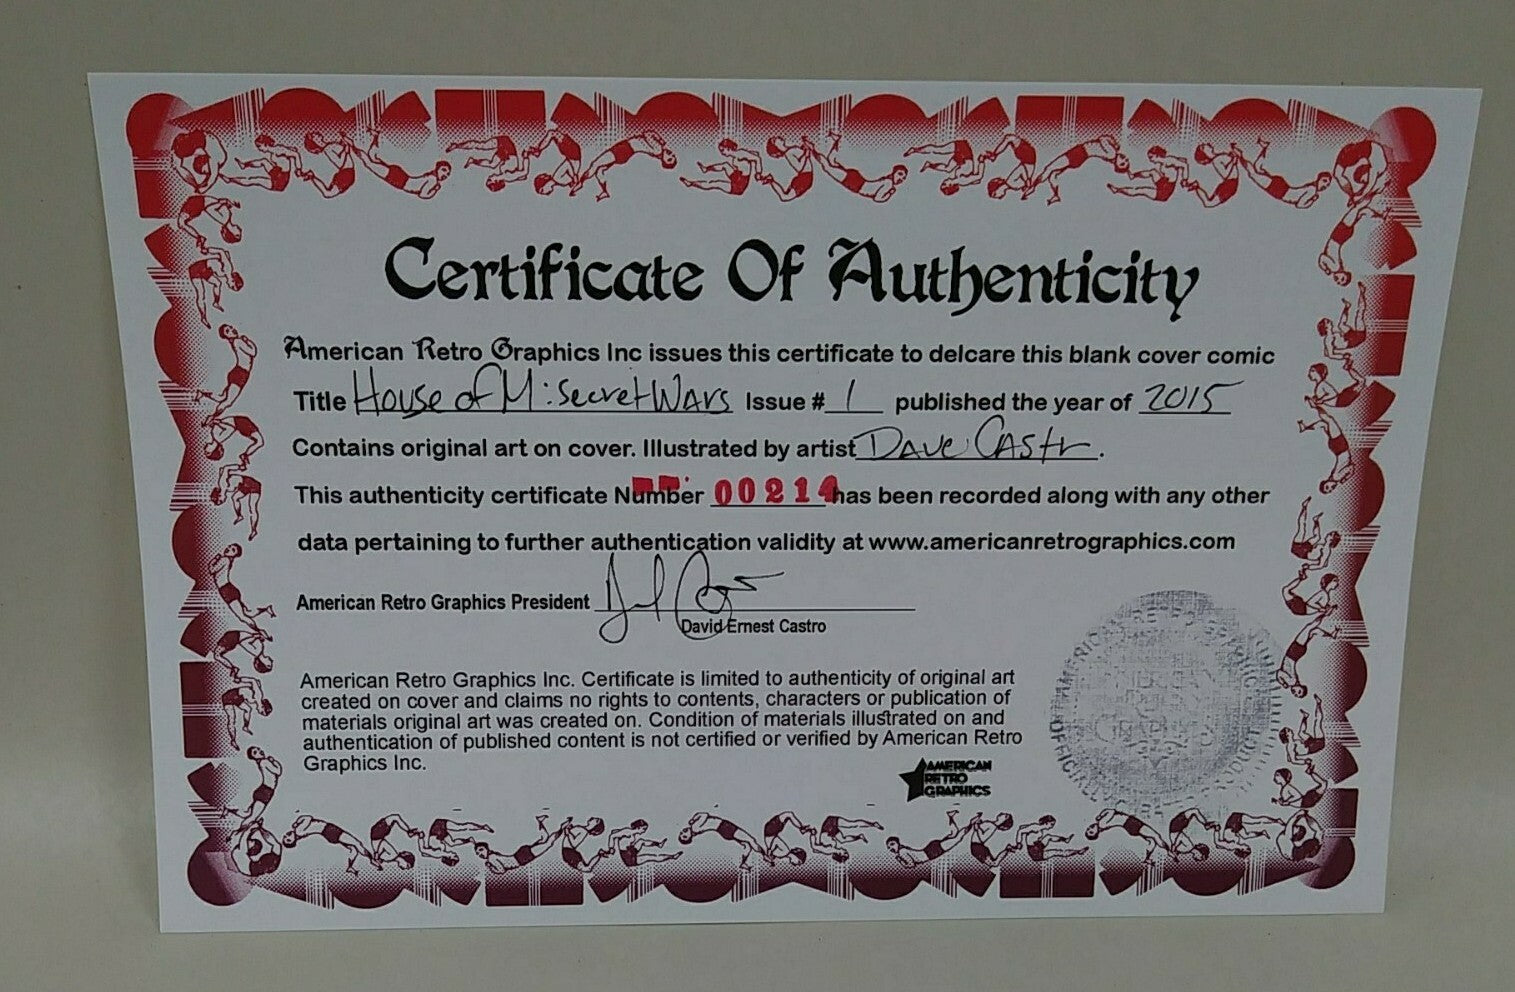 Certificate Of Authenticity
American Retro Graphics Inc issues this certificate to delcare this blank cover comic
Title House of M: Secret Wars Issue # 1 published the year of 2015
Contains original art on cover. Illustrated by artist Dave Castr.
This authenticity certificate Number 00214 has been recorded along with any other
data pertaining to further authentication validity at www.americanretrographics.com
American Retro Graphics President
David Ernest Castro
American Retro Graphics Inc. Certificate is limited to authenticity of original art
created on cover and claims no rights to contents, characters or publication of
materials original art was created on. Condition of materials illustrated on and
authentication of published content is not certified or verified by American Retro
Graphics Inc.
AMERICAN
RETRO
GRAPHICS